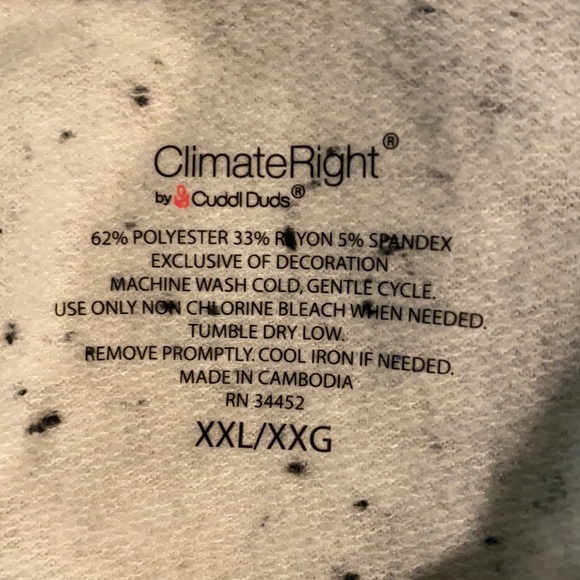 ClimateRight®
by Cuddl Duds®
62% POLYESTER 33% RAYON 5% SPANDEX
EXCLUSIVE OF DECORATION
MACHINE WASH COLD, GENTLE CYCLE.
USE ONLY NON CHLORINE BLEACH WHEN NEEDED.
TUMBLE DRY LOW.
REMOVE PROMPTLY. COOL IRON IF NEEDED.
MADE IN CAMBODIA
RN 34452
XXL/XXG